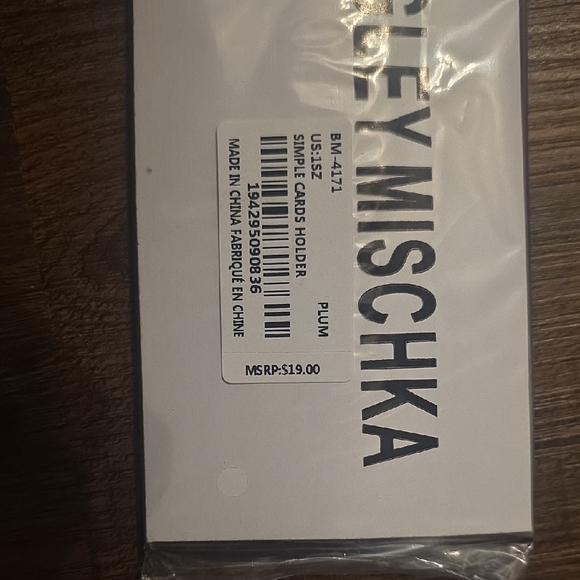 GLEY MISCHKA
BM-4171
US:1SZ PLUM
SIMPLE CARDS HOLDER
194295090836
MADE IN CHINA FABRIQUÉ EN CHINE
MSRP:$19.00